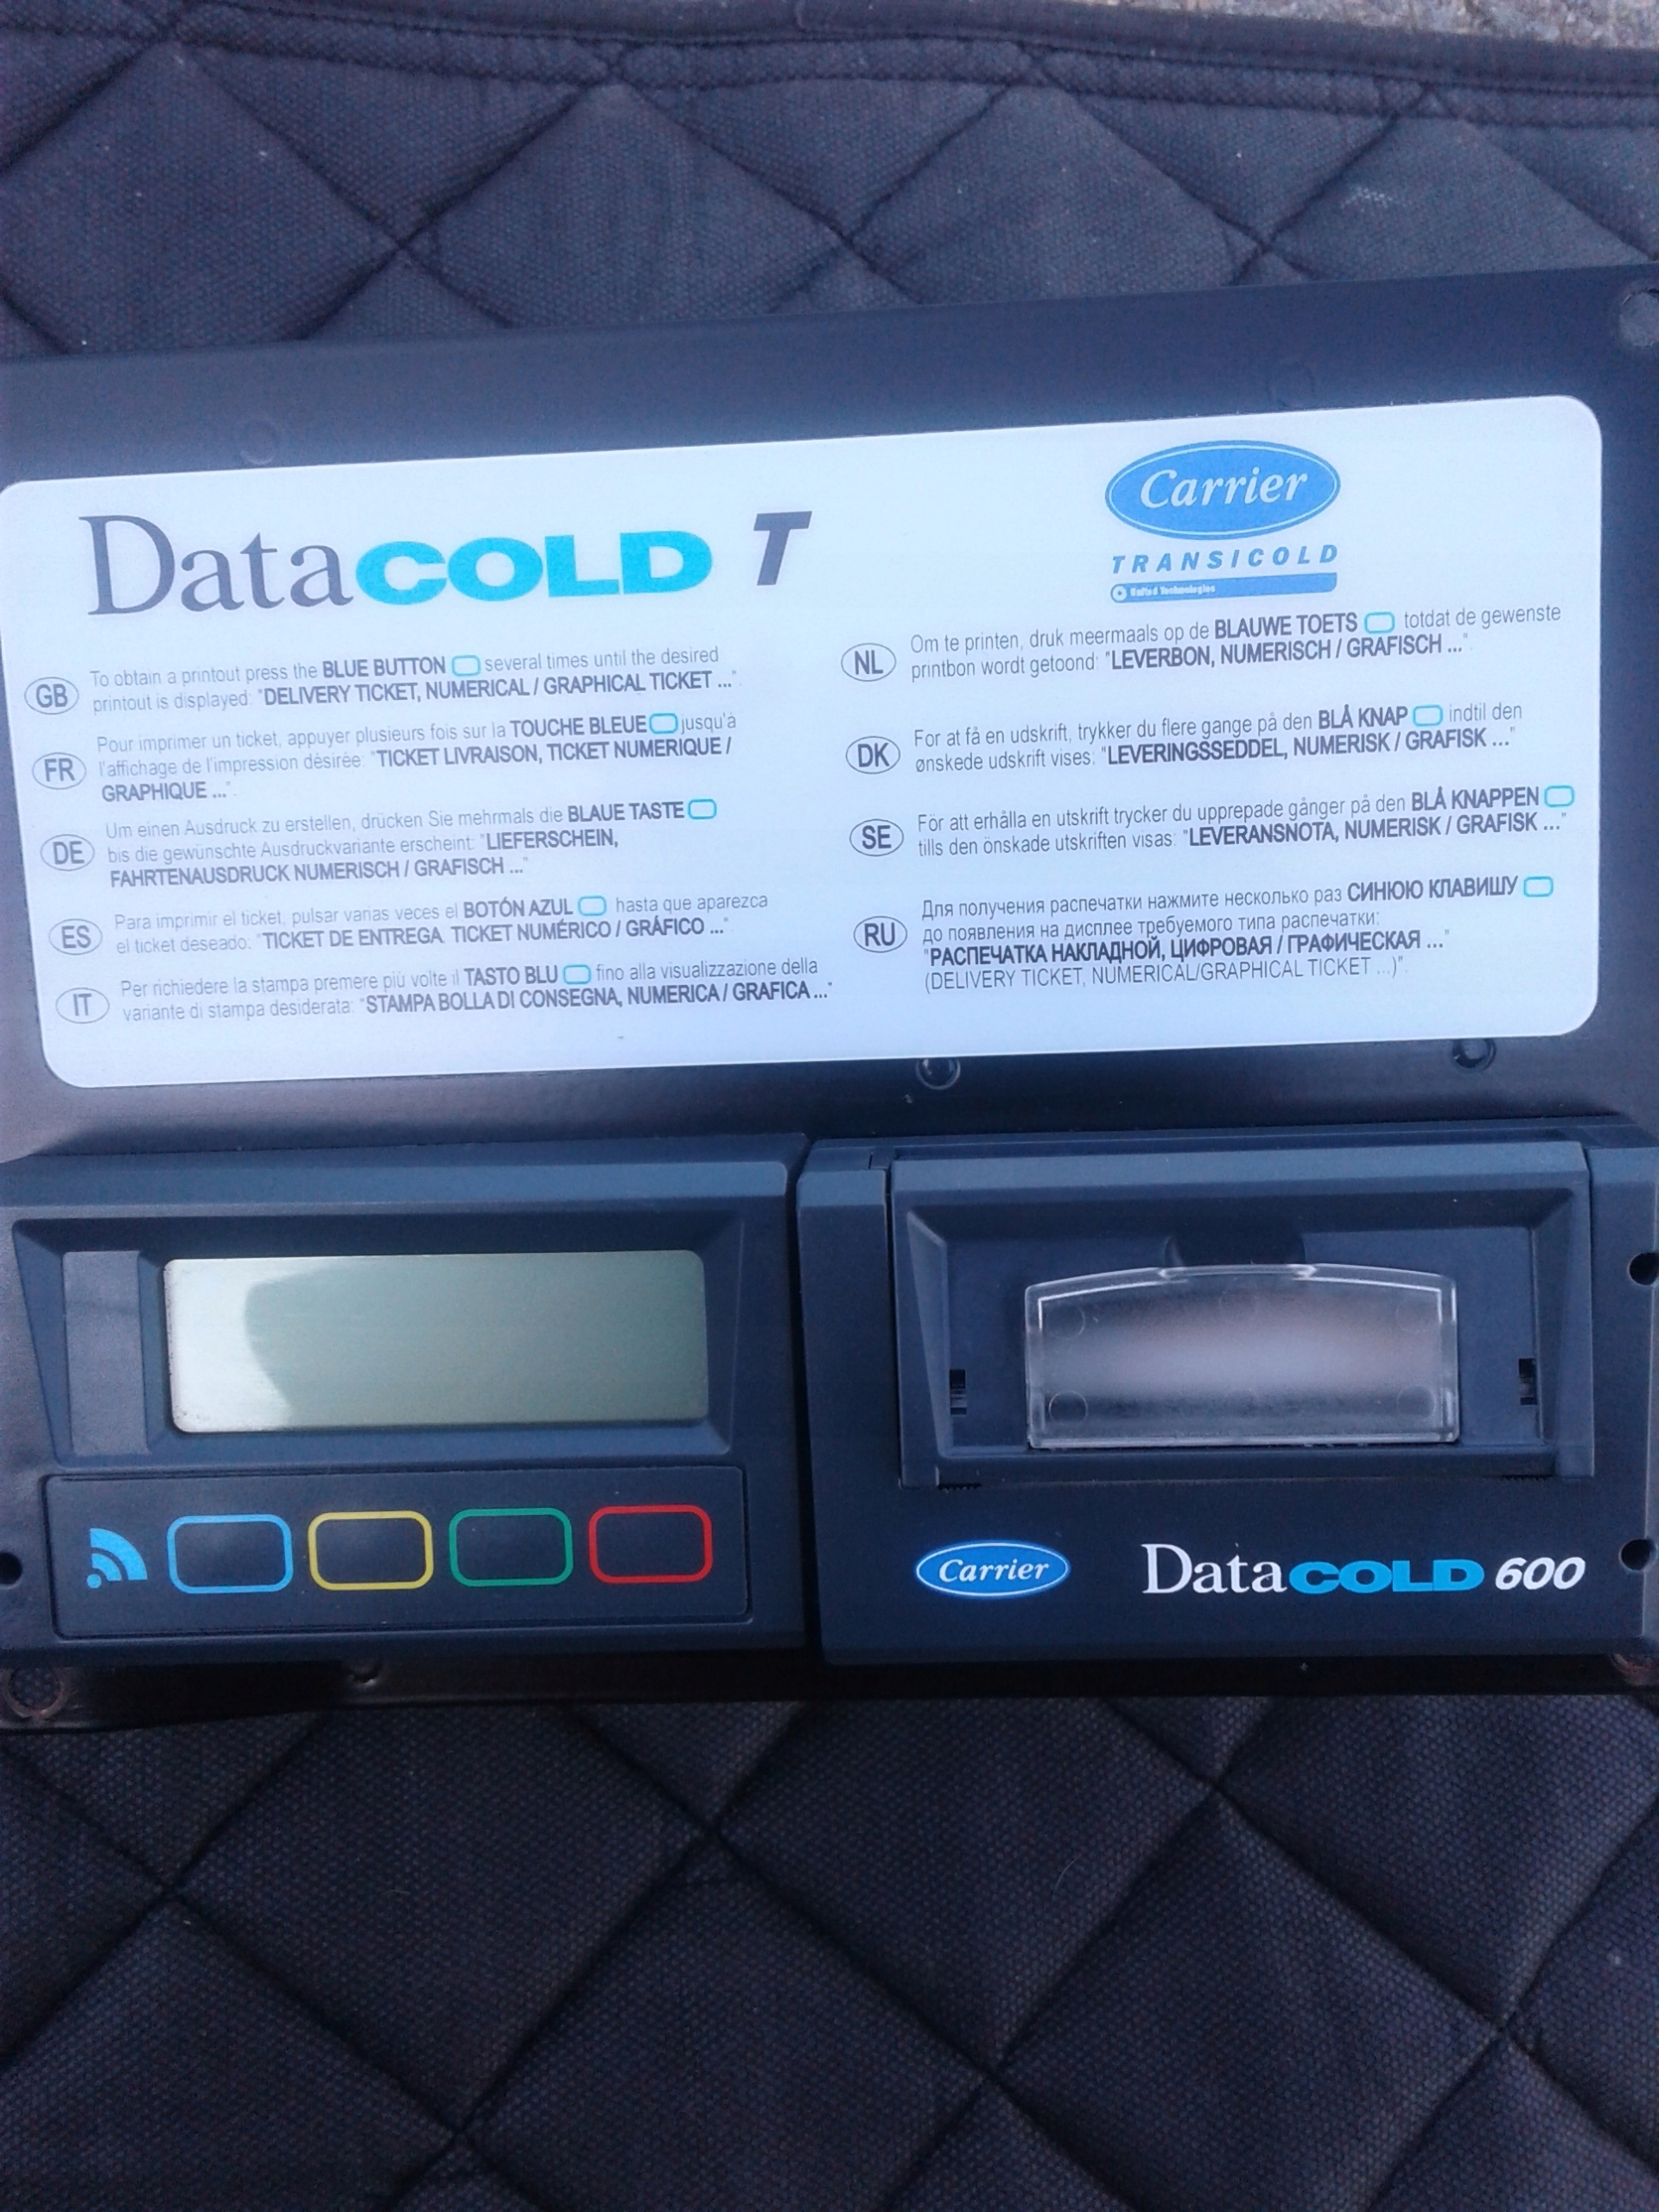 DataCOLD T
Carrier
TRANSICOLD
United Technologies
GB
To obtain a printout press the BLUE BUTTON several times until the desired
printout is displayed: "DELIVERY TICKET, NUMERICAL / GRAPHICAL TICKET ...".
FR
Pour imprimer un ticket, appuyer plusieurs fois sur la TOUCHE BLEUE jusqu'à
l'affichage de l'impression désirée: "TICKET LIVRAISON, TICKET NUMERIQUE /
GRAPHIQUE ...".
DE
Um einen Ausdruck zu erstellen, drücken Sie mehrmals die BLAUE TASTE
bis die gewünschte Ausdruckvariante erscheint: "LIEFERSCHEIN,
FAHRTENAUSDRUCK NUMERISCH / GRAFISCH ..."
ES
Para imprimir el ticket, pulsar varias veces el BOTÓN AZUL hasta que aparezca
el ticket deseado: "TICKET DE ENTREGA, TICKET NUMÉRICO / GRÁFICO ...".
IT
Per richiedere la stampa premere più volte il TASTO BLU fino alla visualizzazione della
variante di stampa desiderata: "STAMPA BOLLA DI CONSEGNA, NUMERICA / GRAFICA ..."
NL
Om te printen, druk meermaals op de BLAUWE TOETS totdat de gewenste
printbon wordt getoond: "LEVERBON, NUMERISCH / GRAFISCH ...".
DK
For at få en udskrift, trykker du flere gange på den BLÅ KNAP indtil den
ønskede udskrift vises: "LEVERINGSSEDDEL, NUMERISK / GRAFISK ..."
SE
För att erhålla en utskrift trycker du upprepade gånger på den BLÅ KNAPPEN
tills den önskade utskriften visas: "LEVERANSNOTA, NUMERISK / GRAFISK ..."
RU
Для получения распечатки нажмите несколько раз СИНЮЮ КЛАВИШУ
до появления на дисплее требуемого типа распечатки:
"РАСПЕЧАТКА НАКЛАДНОЙ, ЦИФРОВАЯ / ГРАФИЧЕСКАЯ ..."
(DELIVERY TICKET, NUMERICAL/GRAPHICAL TICKET ...)".
Carrier
DataCOLD 600